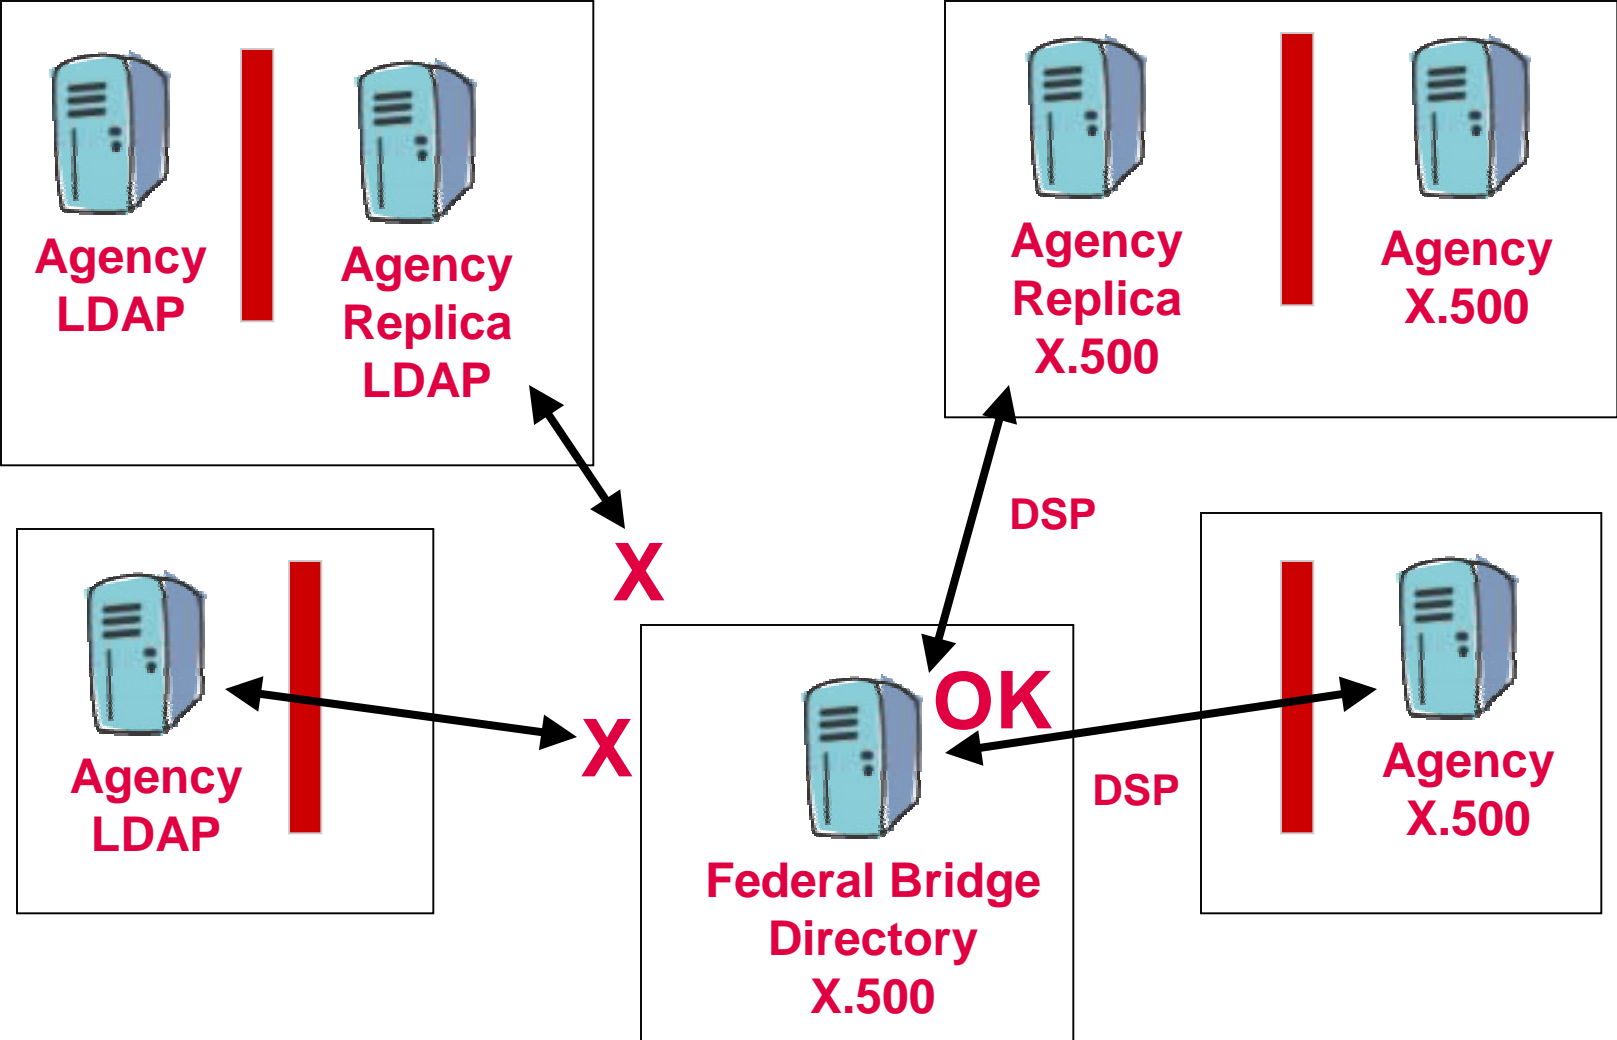 Agency
LDAP
Agency
Replica
LDAP
Agency
Replica
X.500
Agency
X.500
DSP
X
Agency
LDAP
X
OK
DSP
Agency
X.500
Federal Bridge
Directory
X.500